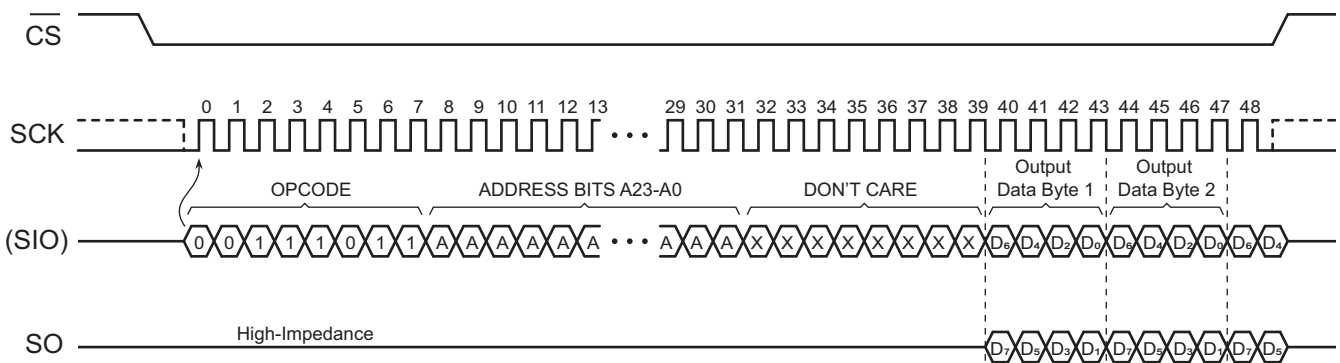 CS
0 1 2 3 4 5 6 7 8 9 10 11 12 13 29 30 31 32 33 34 35 36 37 38 39 40 41 42 43 44 45 46 47 48
SCK
OPCODE
ADDRESS BITS A23-A0
DON'T CARE
Output
Data Byte 1
Output
Data Byte 2
(SIO)
0 0 1 1 1 0 1 1 A A A A A A • • • A A A X X X X X X X X D₆ D₄ D₂ D₀ D₆ D₄ D₂ D₀ D₆ D₄
High-Impedance
SO
D₇ D₅ D₃ D₁ D₇ D₅ D₃ D₁ D₇ D₅